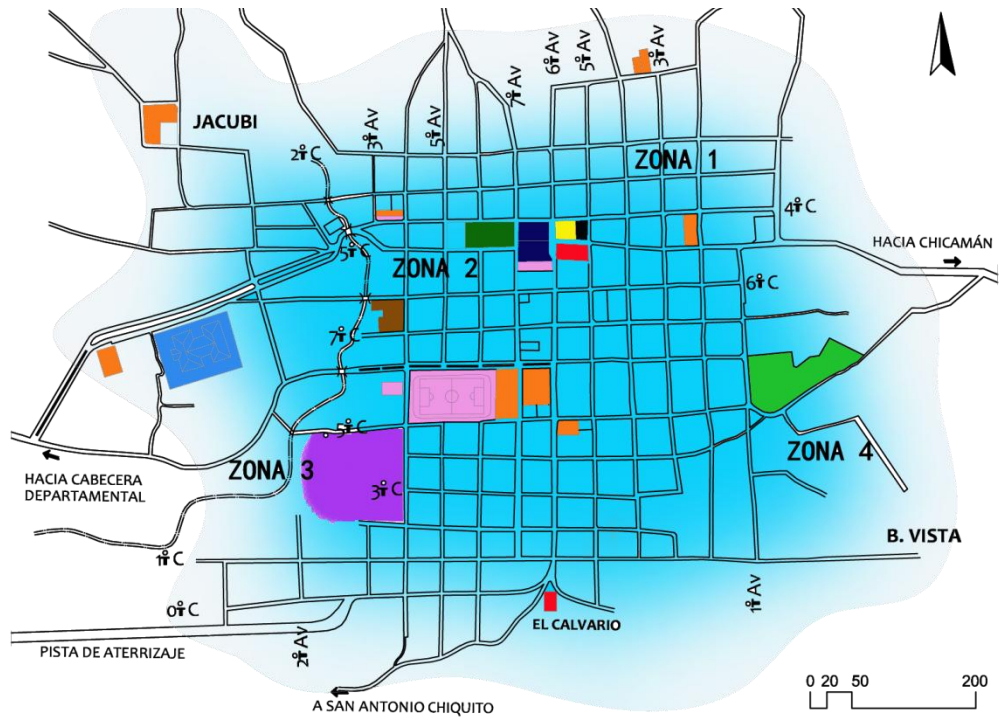 6ª Av
5ª Av
3ª Av
7ª Av
JACUBI
3ª Av
5ª Av
2ª C
ZONA 1
4ª C
HACIA CHICAMÁN
5ª C
ZONA 2
6ª C
7ª C
5ª C
ZONA 3
ZONA 4
HACIA CABECERA
DEPARTAMENTAL
3ª C
B. VISTA
1ª C
1ª Av
0ª C
EL CALVARIO
PISTA DE ATERRIZAJE
2ª Av
A SAN ANTONIO CHIQUITO
0 20 50 200